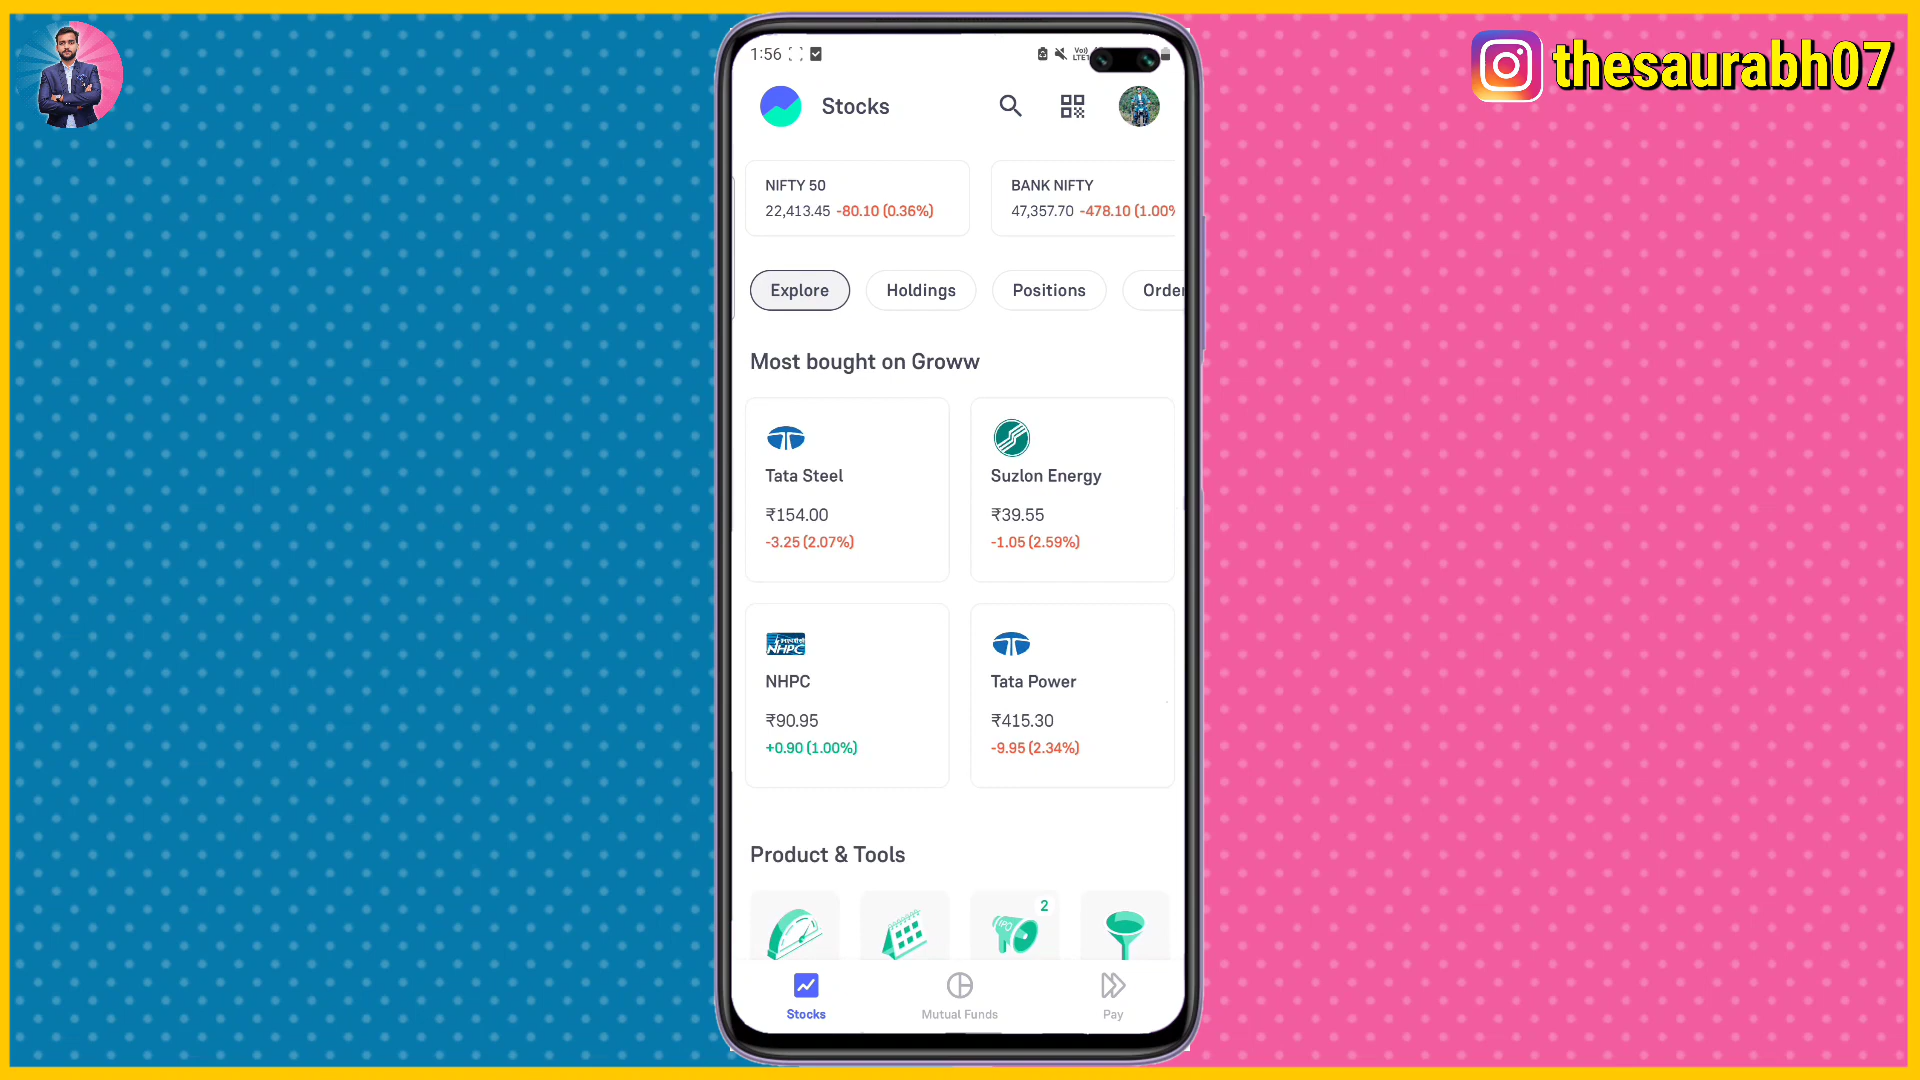 thesaurabh07
1:56
Stocks
NIFTY 50
22,413.45 -80.10 (0.36%)
BANK NIFTY
47,357.70 -478.10 (1.00%
Explore
Holdings
Positions
Order
Most bought on Groww
Tata Steel
₹154.00
-3.25 (2.07%)
Suzlon Energy
₹39.55
-1.05 (2.59%)
NHPC
NHPC
₹90.95
+0.90 (1.00%)
Tata Power
₹415.30
-9.95 (2.34%)
Product & Tools
IPO
2
Stocks
Mutual Funds
Pay